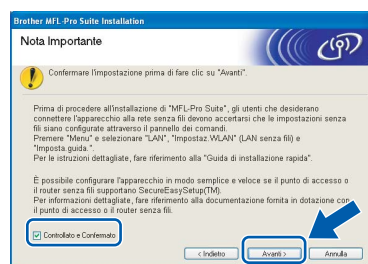 Brother MFL-Pro Suite Installation
Nota Importante
Confermare l'impostazione prima di fare clic su "Avanti".
Prima di procedere all'installazione di "MFL-Pro Suite", gli utenti che desiderano
connettere l'apparecchio alla rete senza fili devono accertarsi che le impostazioni senza
fili siano configurate attraverso il pannello dei comandi.
Premere "Menu" e selezionare "LAN", "Impostaz.WLAN" (LAN senza fili) e
"Imposta guida.".
Per le istruzioni dettagliate, fare riferimento alla "Guida di installazione rapida".
È possibile configurare l'apparecchio in modo semplice e veloce se il punto di accesso o
il router senza fili supportano SecureEasySetup(TM).
Per informazioni dettagliate, fare riferimento alla documentazione fornita in dotazione con
il punto di accesso o il router senza fili.
Controllato e Confermato
< Indietro Avanti > Annulla